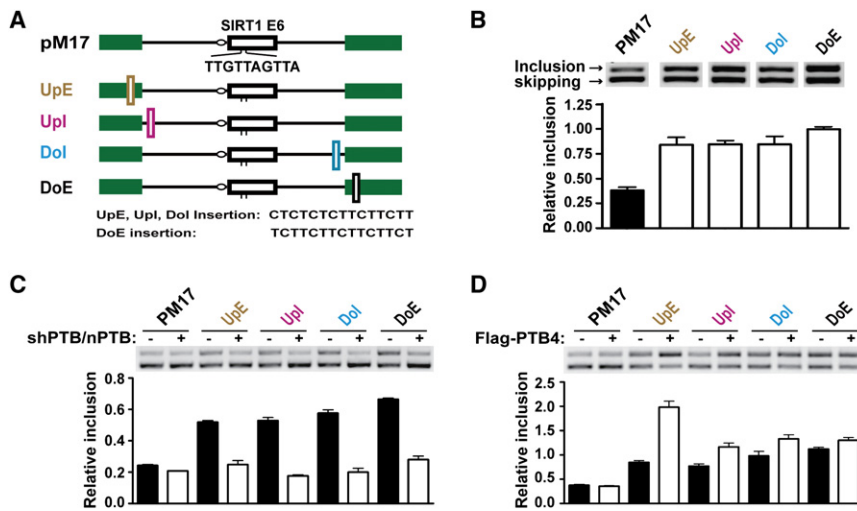 A
SIRT1 E6
pM17
TTGTTAGTTA
UpE
UpI
DoI
DoE
UpE, UpI, DoI Insertion: CTCTCTCTTCTTCTT
DoE insertion: TCTTCTTCTTCTTCT
B
PM17 UpE UpI DoI DoE
Inclusion →
skipping →
Relative inclusion
1.25
1.00
0.75
0.50
0.25
0.00
C
PM17 UpE UpI DoI DoE
shPTB/nPTB: - + - + - + - + - +
Relative inclusion
0.8
0.6
0.4
0.2
0.0
D
PM17 UpE UpI DoI DoE
Flag-PTB4: - + - + - + - + - +
Relative inclusion
2.5
2.0
1.5
1.0
0.5
0.0